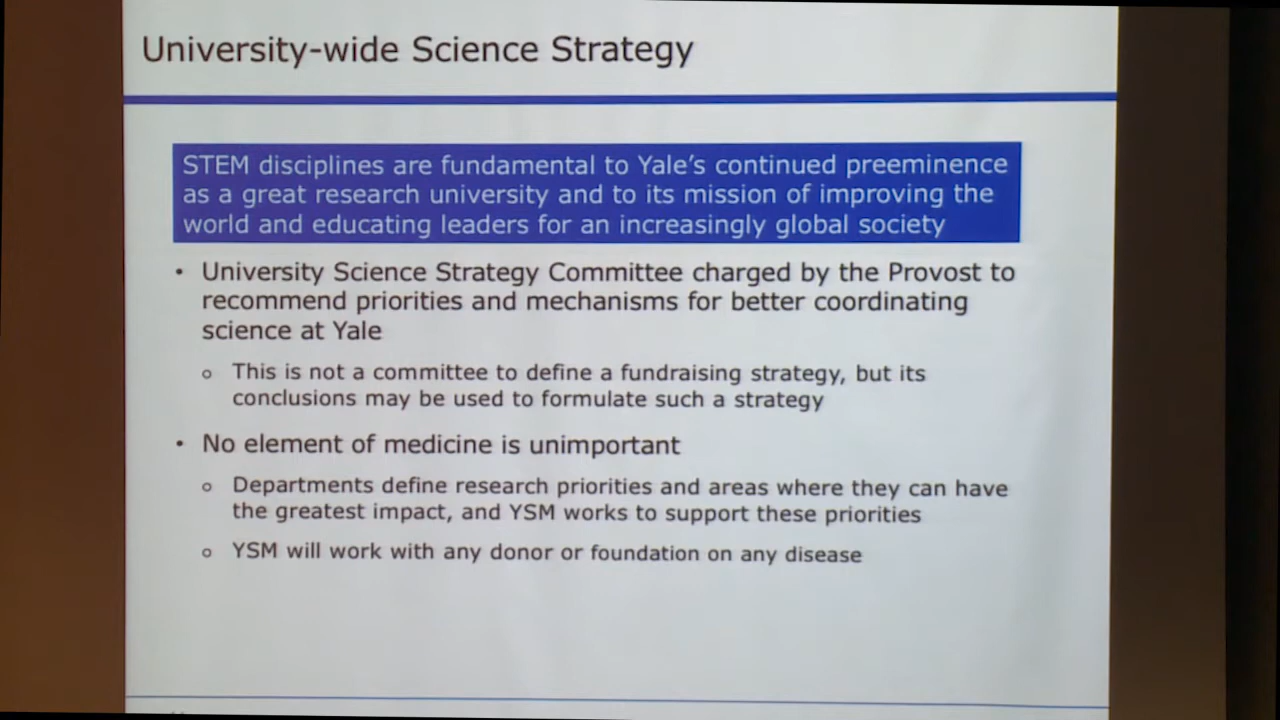 University-wide Science Strategy
STEM disciplines are fundamental to Yale's continued preeminence
as a great research university and to its mission of improving the
world and educating leaders for an increasingly global society
• University Science Strategy Committee charged by the Provost to
recommend priorities and mechanisms for better coordinating
science at Yale
o This is not a committee to define a fundraising strategy, but its
conclusions may be used to formulate such a strategy
• No element of medicine is unimportant
o Departments define research priorities and areas where they can have
the greatest impact, and YSM works to support these priorities
o YSM will work with any donor or foundation on any disease